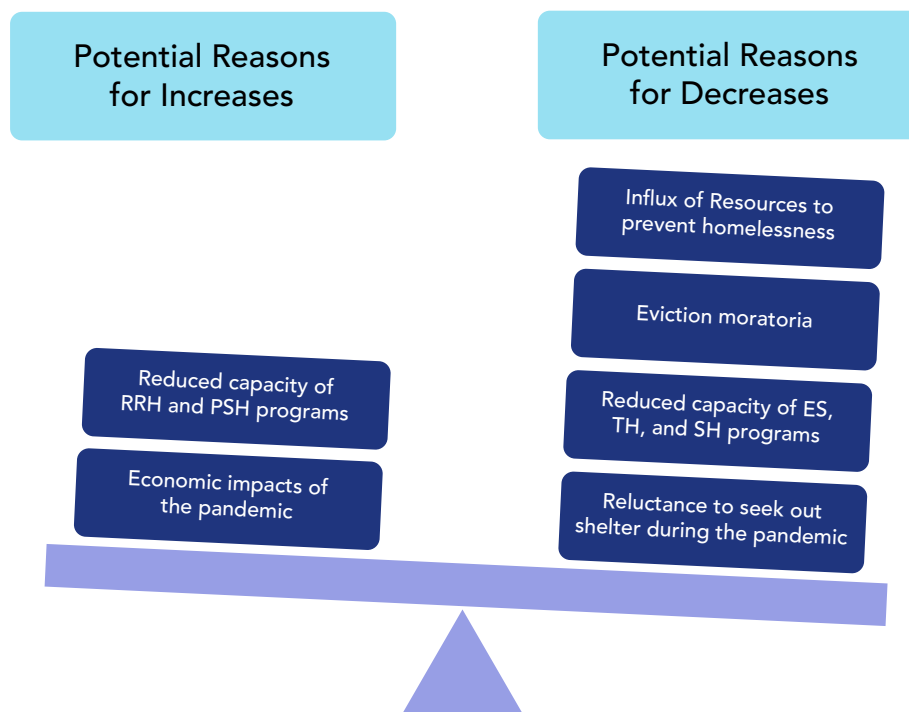 Potential Reasons
for Increases
Potential Reasons
for Decreases
Reduced capacity of
RRH and PSH programs
Economic impacts of
the pandemic
Influx of Resources to
prevent homelessness
Eviction moratoria
Reduced capacity of ES,
TH, and SH programs
Reluctance to seek out
shelter during the pandemic